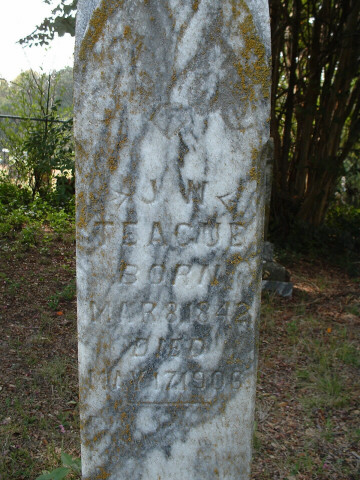 J. W.
TEAGUE
BORN
MAR 8 1842
DIED
MAY 17, 1906.